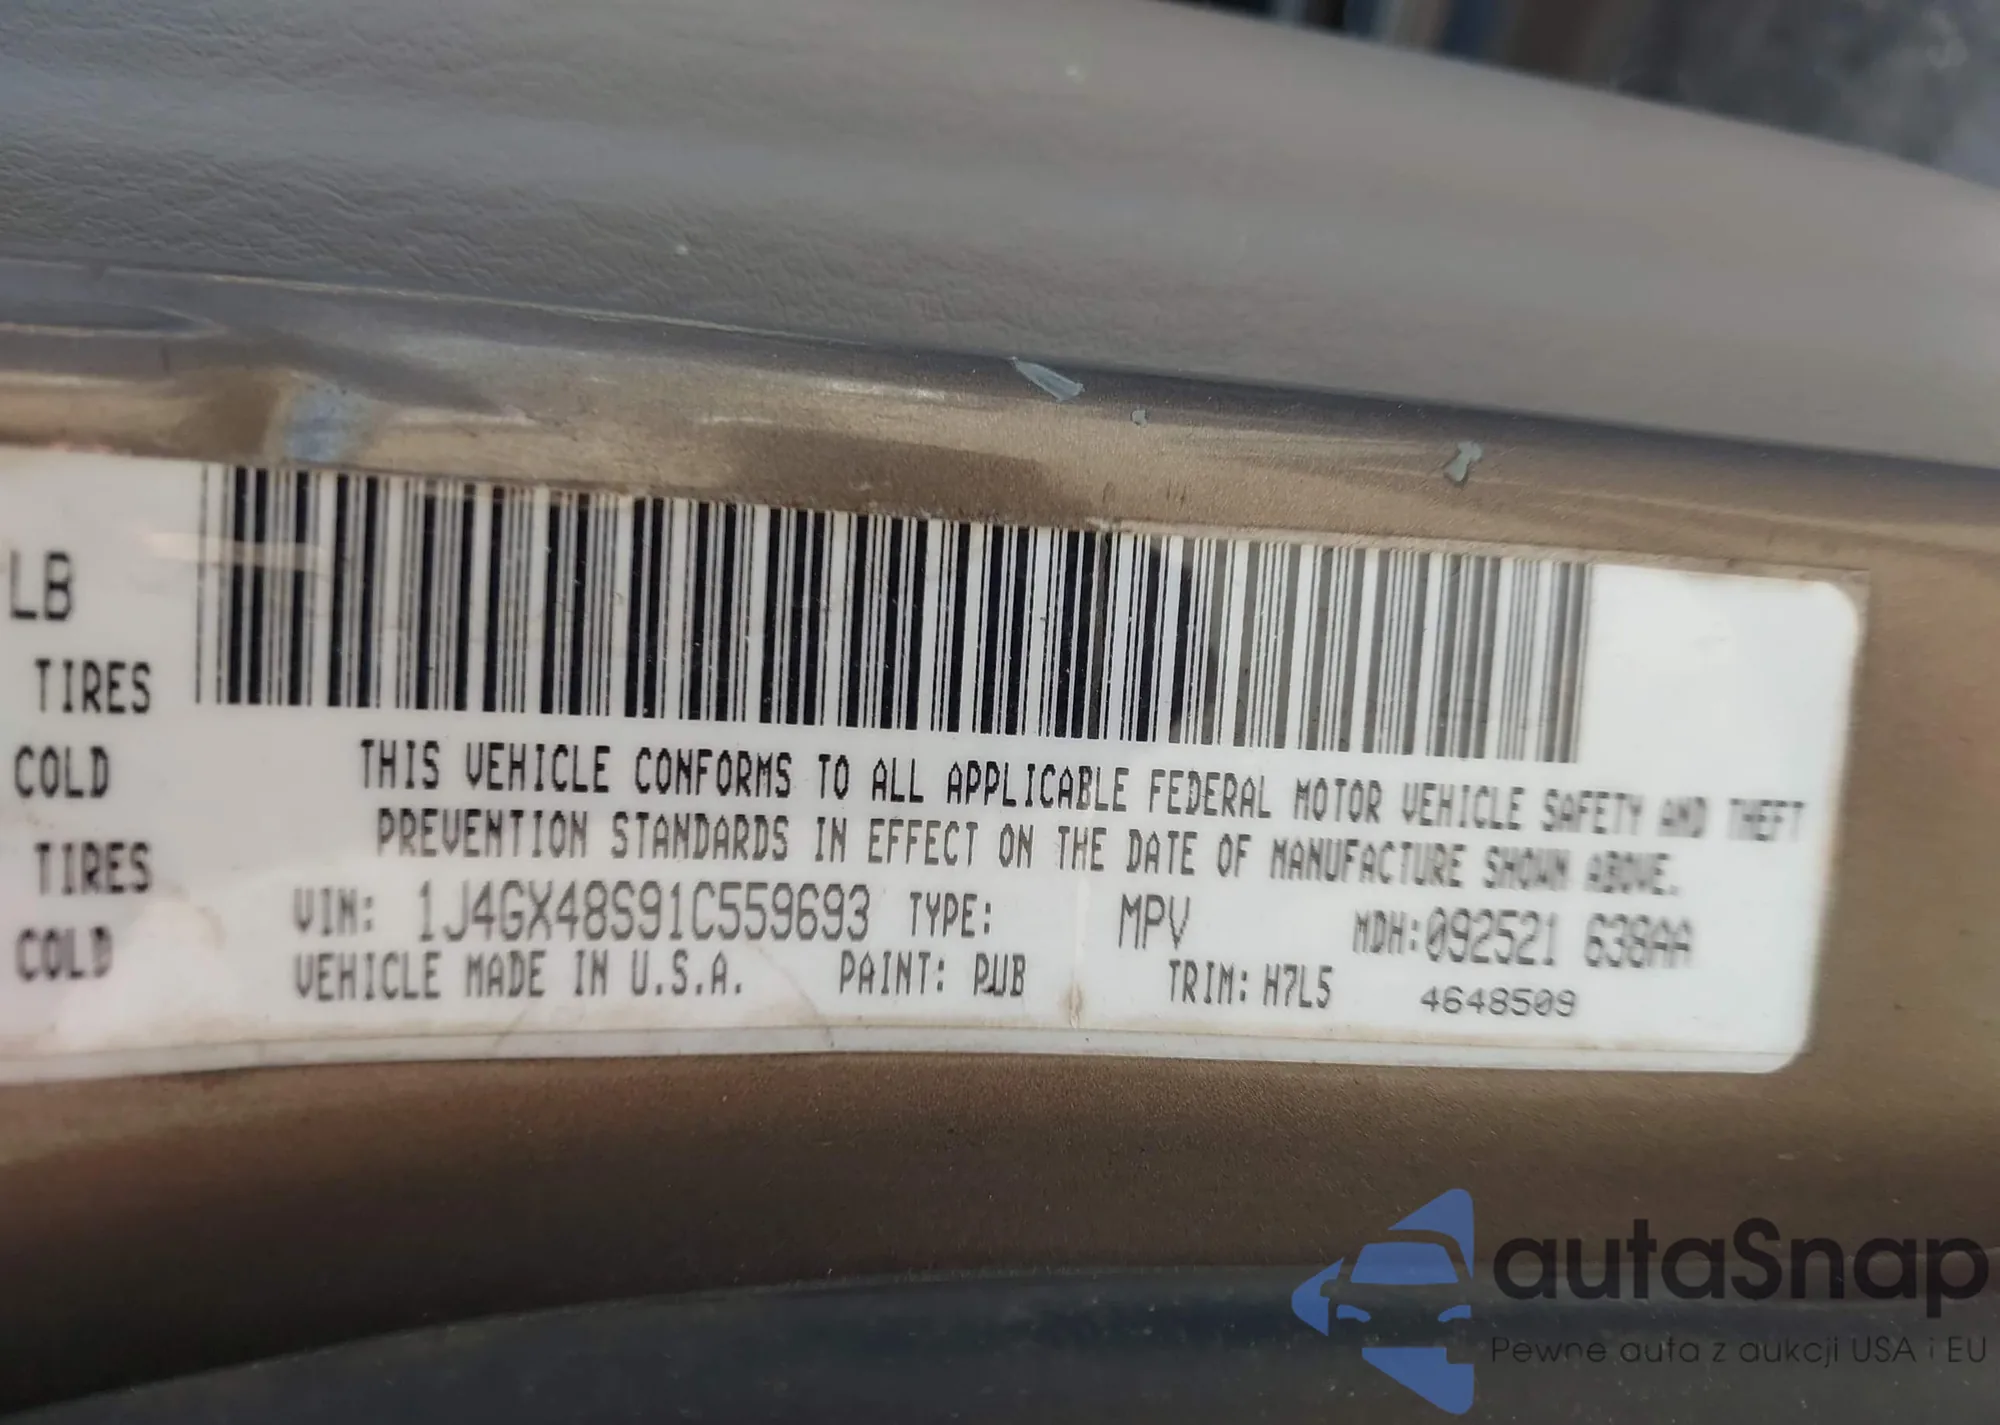 LB
TIRES
COLD
TIRES
COLD
THIS VEHICLE CONFORMS TO ALL APPLICABLE FEDERAL MOTOR VEHICLE SAFETY AND THEFT
PREVENTION STANDARDS IN EFFECT ON THE DATE OF MANUFACTURE SHOWN ABOVE.
VIN: 1J4GX48S91C559693 TYPE: MPV MDH:092521 638AA
VEHICLE MADE IN U.S.A. PAINT: PUB TRIM: H7L5 4648509
autaSnap
Pewne auta z aukcji USA i EU